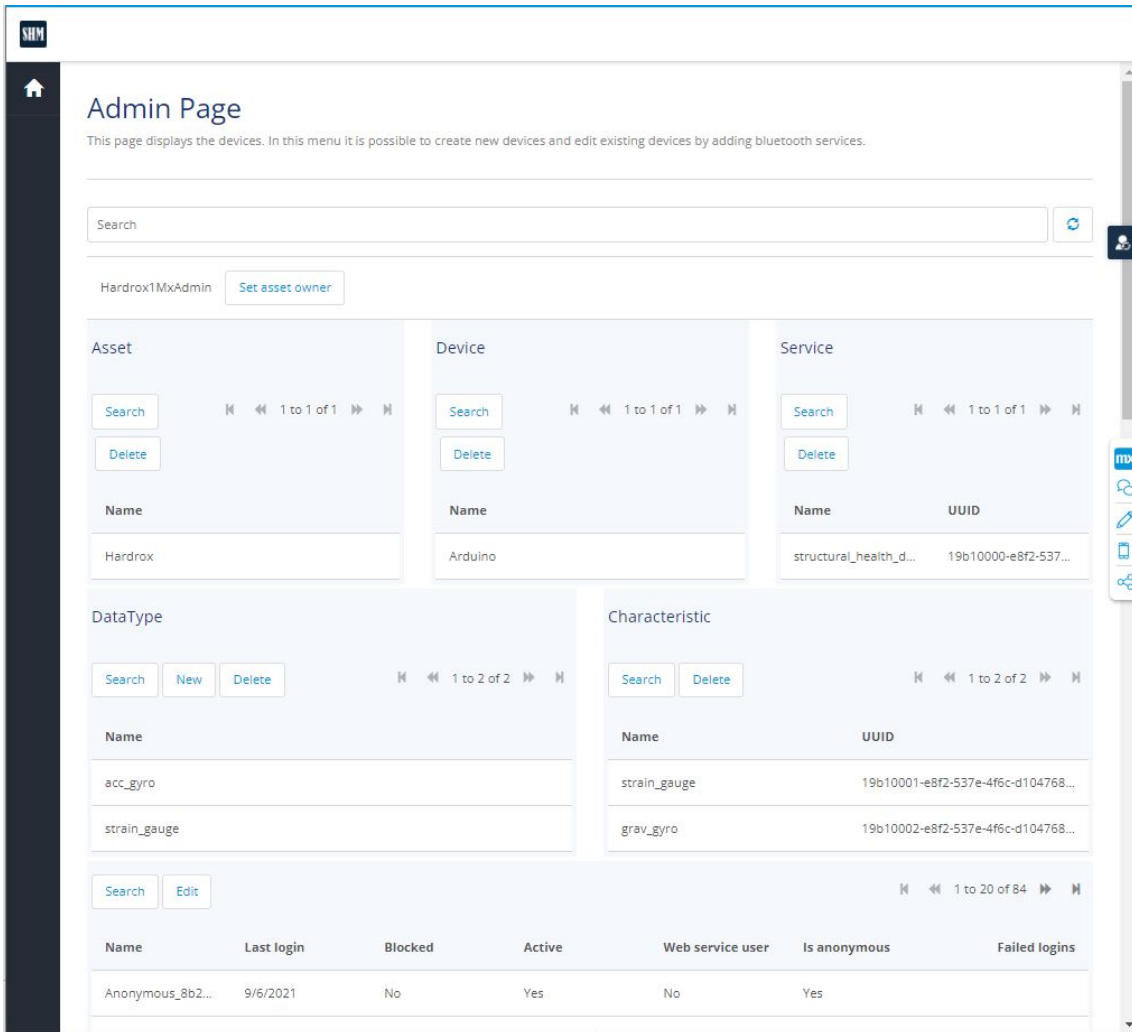 SHM
Admin Page
This page displays the devices. In this menu it is possible to create new devices and edit existing devices by adding bluetooth services.
Search
Hardrox1MxAdmin Set asset owner
Asset Device Service
Search 1 to 1 of 1 Search 1 to 1 of 1 Search 1 to 1 of 1
Delete Delete Delete
Name Name Name UUID
Hardrox Arduino structural_health_d... 19b10000-e8f2-537...
DataType Characteristic
Search New Delete 1 to 2 of 2 Search Delete 1 to 2 of 2
Name Name UUID
acc_gyro strain_gauge 19b10001-e8f2-537e-4f6c-d104768...
strain_gauge grav_gyro 19b10002-e8f2-537e-4f6c-d104768...
Search Edit 1 to 20 of 84
Name Last login Blocked Active Web service user Is anonymous Failed logins
Anonymous_8b2... 9/6/2021 No Yes No Yes